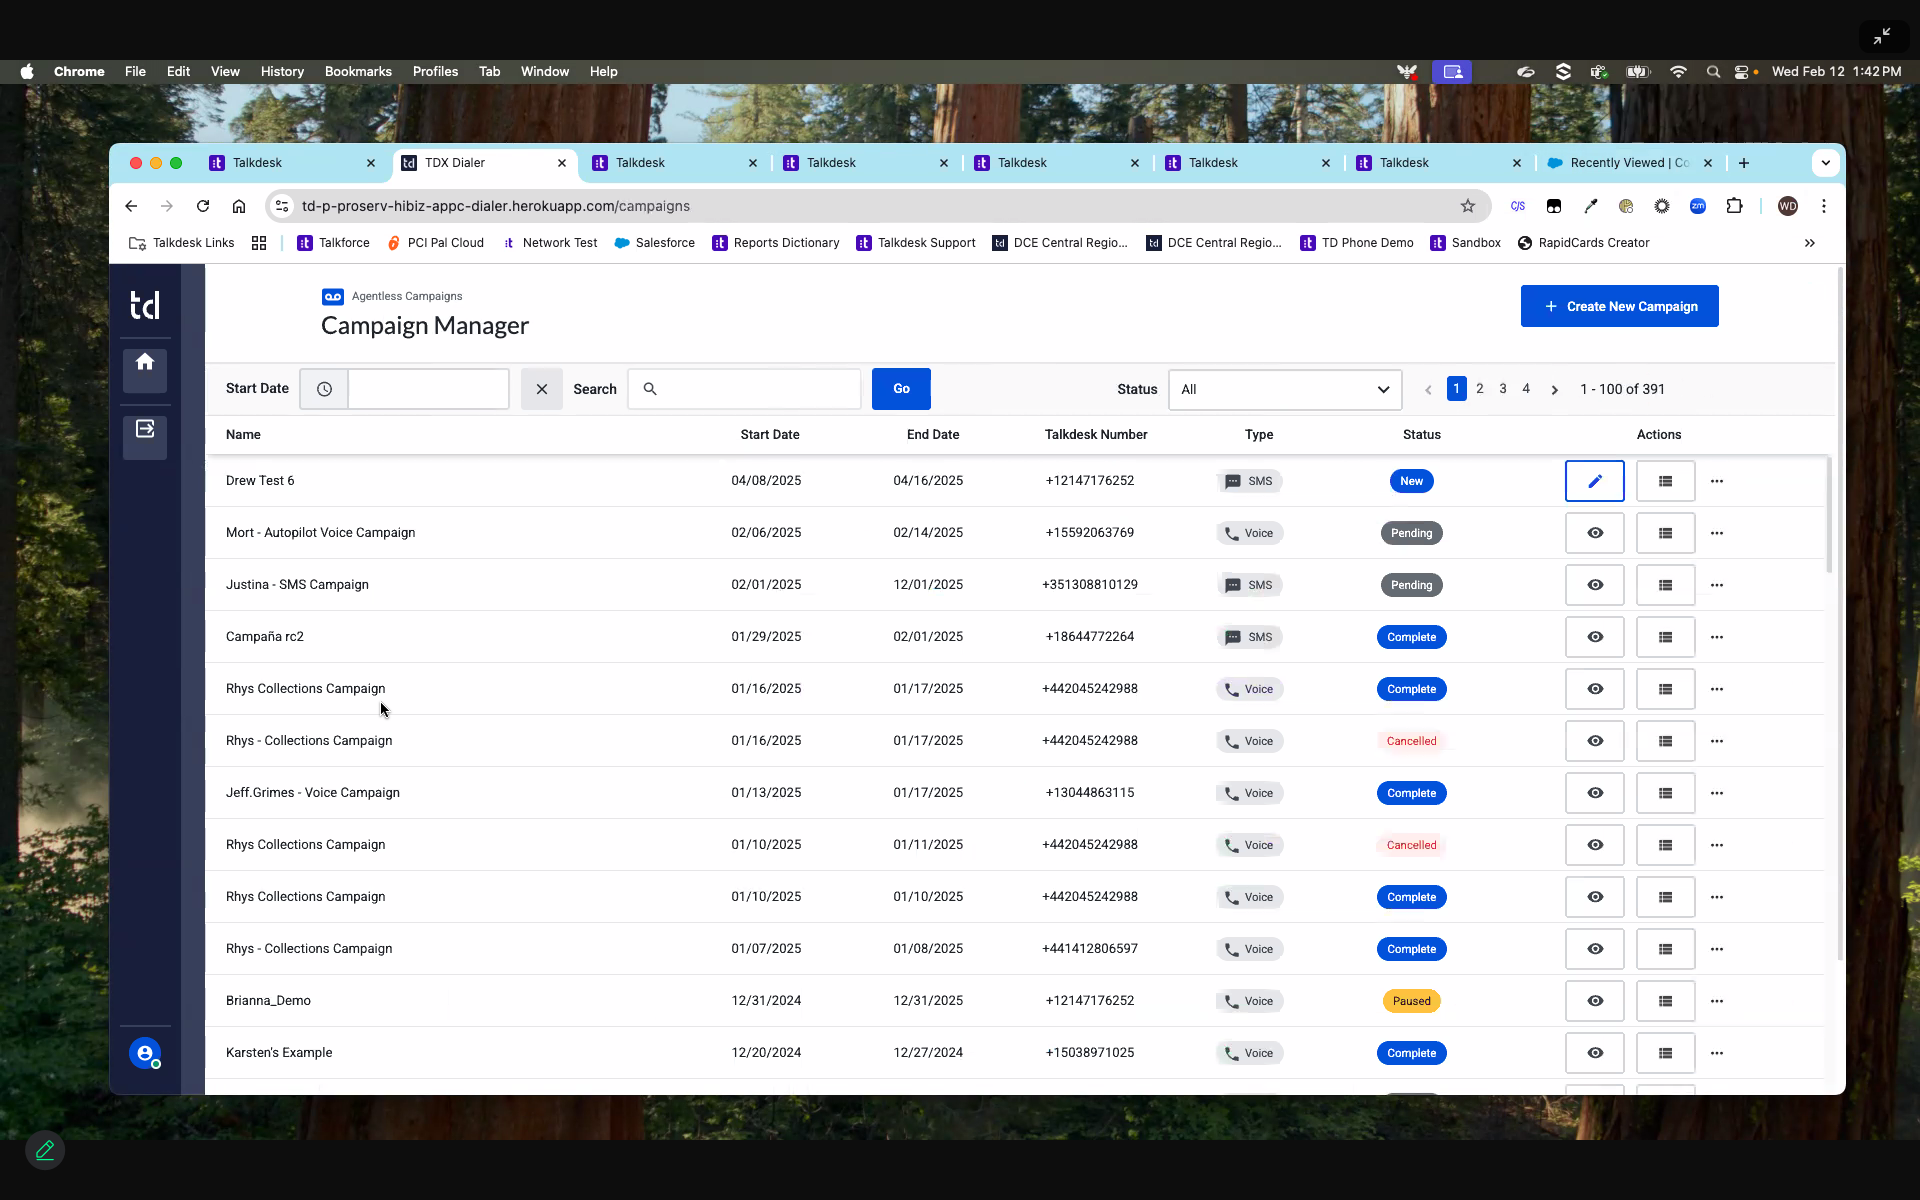 Chrome File Edit View History Bookmarks Profiles Tab Window Help Wed Feb 12 1:42 PM
Talkdesk TDX Dialer Talkdesk Talkdesk Talkdesk Talkdesk Talkdesk Recently Viewed | Co
td-p-proserv-hibiz-appc-dialer.herokuapp.com/campaigns C/S zm WD
Talkdesk Links Talkforce PCI Pal Cloud Network Test Salesforce Reports Dictionary Talkdesk Support DCE Central Regio... DCE Central Regio... TD Phone Demo Sandbox RapidCards Creator
td
Agentless Campaigns
Campaign Manager
+ Create New Campaign
Start Date Search Go Status All 1 2 3 4 1 - 100 of 391
Name Start Date End Date Talkdesk Number Type Status Actions
Drew Test 6 04/08/2025 04/16/2025 +12147176252 SMS New
Mort - Autopilot Voice Campaign 02/06/2025 02/14/2025 +15592063769 Voice Pending
Justina - SMS Campaign 02/01/2025 12/01/2025 +351308810129 SMS Pending
Campaña rc2 01/29/2025 02/01/2025 +18644772264 SMS Complete
Rhys Collections Campaign 01/16/2025 01/17/2025 +442045242988 Voice Complete
Rhys - Collections Campaign 01/16/2025 01/17/2025 +442045242988 Voice Cancelled
Jeff.Grimes - Voice Campaign 01/13/2025 01/17/2025 +13044863115 Voice Complete
Rhys Collections Campaign 01/10/2025 01/11/2025 +442045242988 Voice Cancelled
Rhys Collections Campaign 01/10/2025 01/10/2025 +442045242988 Voice Complete
Rhys - Collections Campaign 01/07/2025 01/08/2025 +441412806597 Voice Complete
Brianna_Demo 12/31/2024 12/31/2025 +12147176252 Voice Paused
Karsten's Example 12/20/2024 12/27/2024 +15038971025 Voice Complete